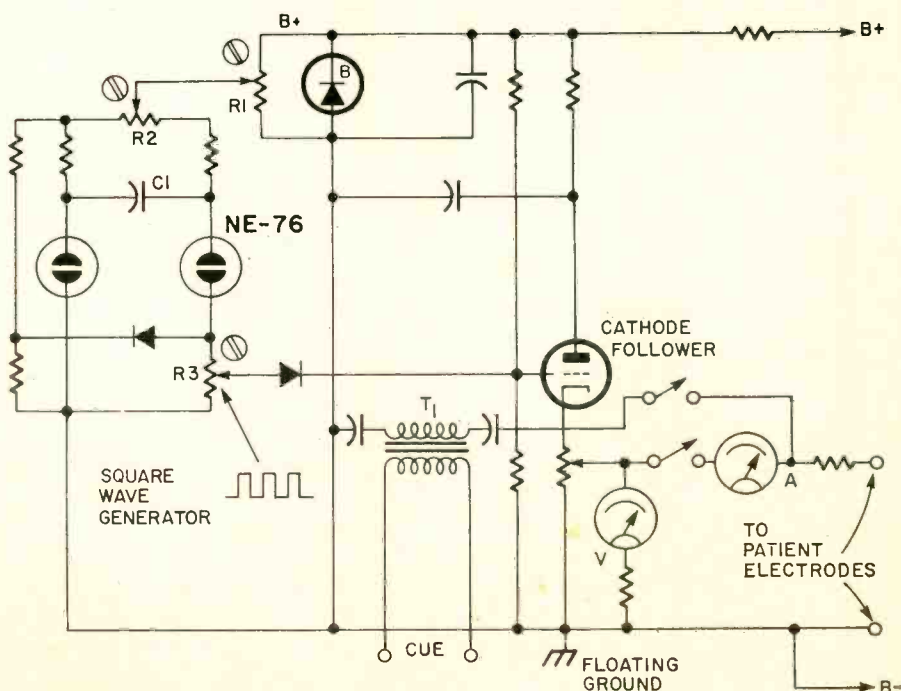 B+
B+
B
R1
R2
C1
NE-76
CATHODE
FOLLOWER
R3
T1
SQUARE
WAVE
GENERATOR
A
V
TO
PATIENT
ELECTRODES
CUE
FLOATING
GROUND
B-